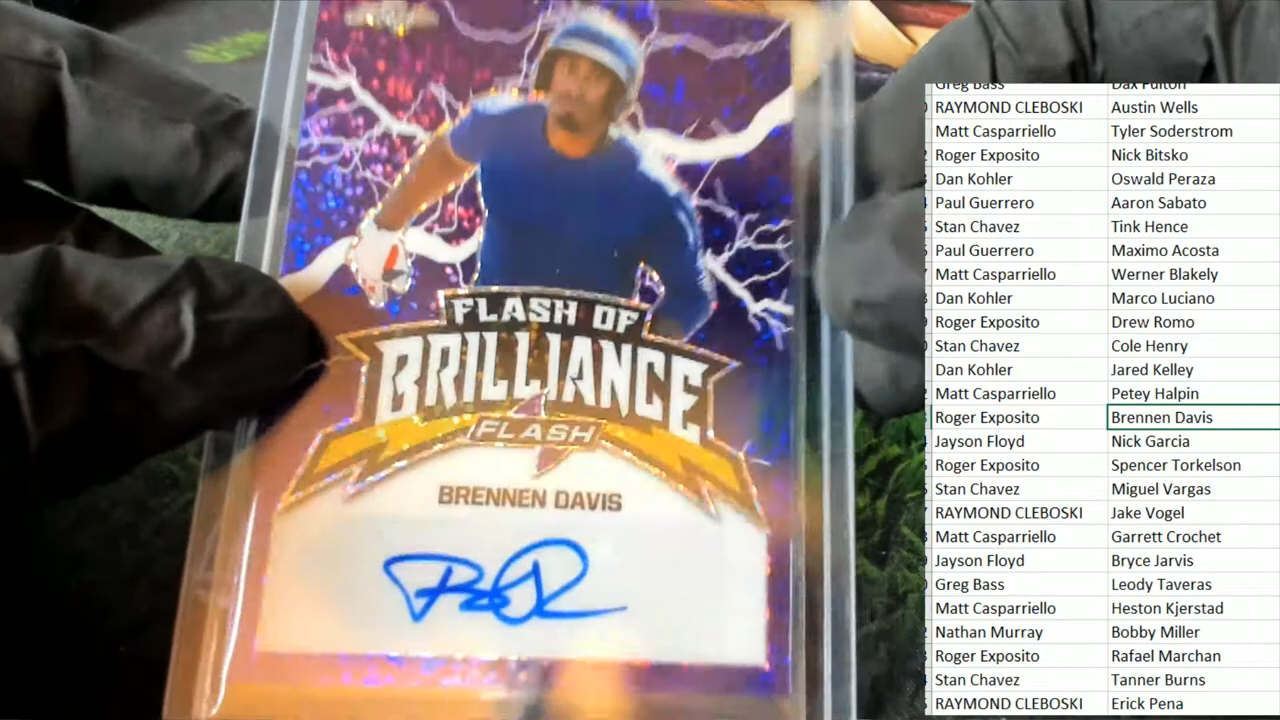 FLASH OF
BRILLIANCE
FLASH
BRENNEN DAVIS
Greg Bass Dax Fulton
RAYMOND CLEBOSKI Austin Wells
Matt Casparriello Tyler Soderstrom
Roger Exposito Nick Bitsko
Dan Kohler Oswald Peraza
Paul Guerrero Aaron Sabato
Stan Chavez Tink Hence
Paul Guerrero Maximo Acosta
Matt Casparriello Werner Blakely
Dan Kohler Marco Luciano
Roger Exposito Drew Romo
Stan Chavez Cole Henry
Dan Kohler Jared Kelley
Matt Casparriello Petey Halpin
Roger Exposito Brennen Davis
Jayson Floyd Nick Garcia
Roger Exposito Spencer Torkelson
Stan Chavez Miguel Vargas
RAYMOND CLEBOSKI Jake Vogel
Matt Casparriello Garrett Crochet
Jayson Floyd Bryce Jarvis
Greg Bass Leody Taveras
Matt Casparriello Heston Kjerstad
Nathan Murray Bobby Miller
Roger Exposito Rafael Marchan
Stan Chavez Tanner Burns
RAYMOND CLEBOSKI Erick Pena